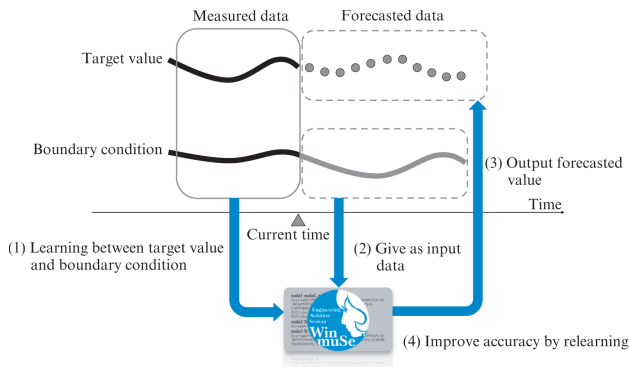 Measured data
Forecasted data
Target value
Boundary condition
(3) Output forecasted
value
Time
Current time
(1) Learning between target value
and boundary condition
(2) Give as input
data
Engineering
Solution
System
Win
muSe
(4) Improve accuracy by relearning